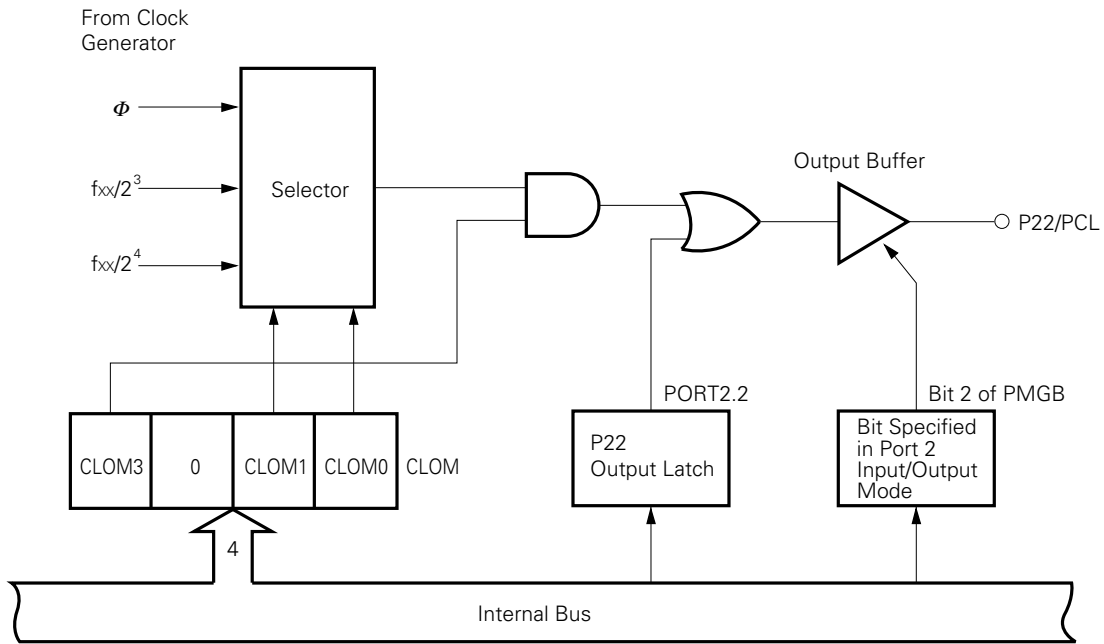 From Clock
Generator
Φ
fxx/2³
fxx/2⁴
Selector
Output Buffer
P22/PCL
PORT2.2
Bit 2 of PMGB
CLOM3 0 CLOM1 CLOM0 CLOM
P22
Output Latch
Bit Specified
in Port 2
Input/Output
Mode
4
Internal Bus